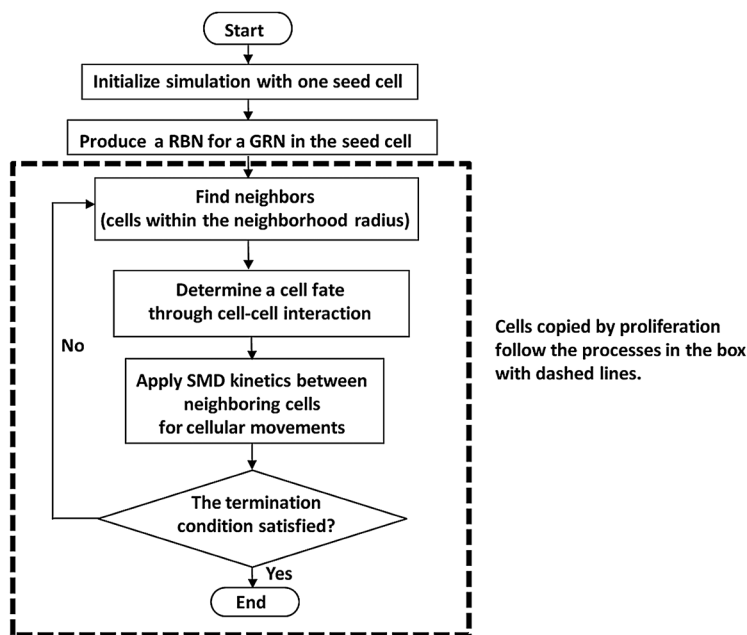 Start
Initialize simulation with one seed cell
Produce a RBN for a GRN in the seed cell
Find neighbors
(cells within the neighborhood radius)
Determine a cell fate
through cell-cell interaction
No
Cells copied by proliferation
follow the processes in the box
with dashed lines.
Apply SMD kinetics between
neighboring cells
for cellular movements
The termination
condition satisfied?
Yes
End